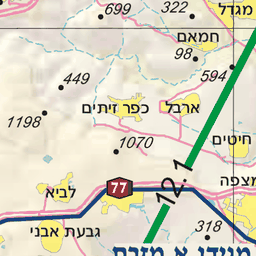 699
322
מגדל
חמאם
98
594
449
1198
כפר זיתים
ארבל
1070
חיטים
12.1
77
לביא
מצפה
גבעת אבני
318